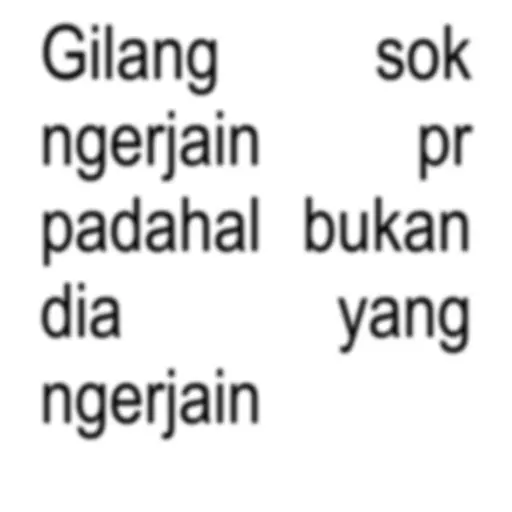 Gilang sok
ngerjain pr
padahal bukan
dia yang
ngerjain